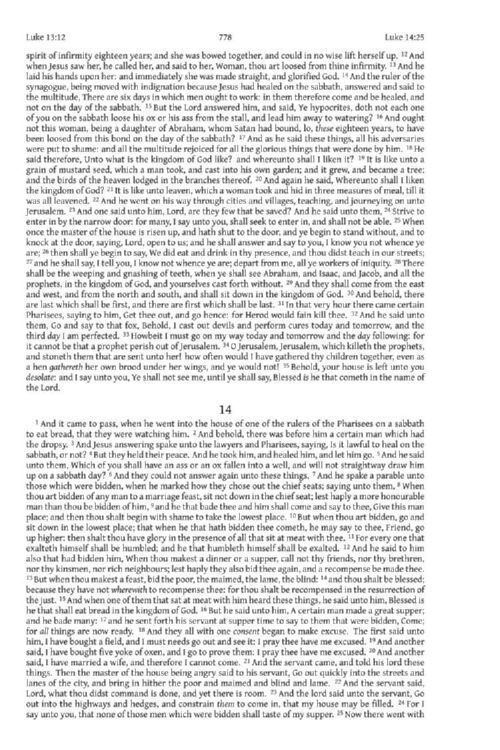 Luke 13:12 778 Luke 14:25
spirit of infirmity eighteen years; and she was bowed together, and could in no wise lift herself up. 12 And
when Jesus saw her, he called her, and said to her, Woman, thou art loosed from thine infirmity. 13 And he
laid his hands upon her: and immediately she was made straight, and glorified God. 14 And the ruler of the
synagogue, being moved with indignation because Jesus had healed on the sabbath, answered and said to
the multitude, There are six days in which men ought to work: in them therefore come and be healed, and
not on the day of the sabbath. 15 But the Lord answered him, and said, Ye hypocrites, doth not each one
of you on the sabbath loose his ox or his ass from the stall, and lead him away to watering? 16 And ought
not this woman, being a daughter of Abraham, whom Satan had bound, lo, these eighteen years, to have
been loosed from this bond on the day of the sabbath? 17 And as he said these things, all his adversaries
were put to shame: and all the multitude rejoiced for all the glorious things that were done by him. 18 He
said therefore, Unto what is the kingdom of God like? and whereunto shall I liken it? 19 It is like unto a
grain of mustard seed, which a man took, and cast into his own garden; and it grew, and became a tree;
and the birds of the heaven lodged in the branches thereof. 20 And again he said, Whereunto shall I liken
the kingdom of God? 21 It is like unto leaven, which a woman took and hid in three measures of meal, till it
was all leavened. 22 And he went on his way through cities and villages, teaching, and journeying on unto
Jerusalem. 23 And one said unto him, Lord, are they few that be saved? And he said unto them, 24 Strive to
enter in by the narrow door: for many, I say unto you, shall seek to enter in, and shall not be able. 25 When
once the master of the house is risen up, and hath shut to the door, and ye begin to stand without, and to
knock at the door, saying, Lord, open to us; and he shall answer and say to you, I know you not whence ye
are; 26 then shall ye begin to say, We did eat and drink in thy presence, and thou didst teach in our streets;
27 and he shall say, I tell you, I know not whence ye are; depart from me, all ye workers of iniquity. 28 There
shall be the weeping and gnashing of teeth, when ye shall see Abraham, and Isaac, and Jacob, and all the
prophets, in the kingdom of God, and yourselves cast forth without. 29 And they shall come from the east
and west, and from the north and south, and shall sit down in the kingdom of God. 30 And behold, there
are last which shall be first, and there are first which shall be last. 31 In that very hour there came certain
Pharisees, saying to him, Get thee out, and go hence: for Herod would fain kill thee. 32 And he said unto
them, Go and say to that fox, Behold, I cast out devils and perform cures today and tomorrow, and the
third day I am perfected. 33 Howbeit I must go on my way today and tomorrow and the day following: for
it cannot be that a prophet perish out of Jerusalem. 34 O Jerusalem, Jerusalem, which killeth the prophets,
and stoneth them that are sent unto her! how often would I have gathered thy children together, even as
a hen gathereth her own brood under her wings, and ye would not! 35 Behold, your house is left unto you
desolate: and I say unto you, Ye shall not see me, until ye shall say, Blessed is he that cometh in the name of
the Lord.
14
1 And it came to pass, when he went into the house of one of the rulers of the Pharisees on a sabbath
to eat bread, that they were watching him. 2 And behold, there was before him a certain man which had
the dropsy. 3 And Jesus answering spake unto the lawyers and Pharisees, saying, Is it lawful to heal on the
sabbath, or not? 4 But they held their peace. And he took him, and healed him, and let him go. 5 And he said
unto them, Which of you shall have an ass or an ox fallen into a well, and will not straightway draw him
up on a sabbath day? 6 And they could not answer again unto these things. 7 And he spake a parable unto
those which were bidden, when he marked how they chose out the chief seats; saying unto them, 8 When
thou art bidden of any man to a marriage feast, sit not down in the chief seat; lest haply a more honourable
man than thou be bidden of him, 9 and he that bade thee and him shall come and say to thee, Give this man
place; and then thou shalt begin with shame to take the lowest place. 10 But when thou art bidden, go and
sit down in the lowest place; that when he that hath bidden thee cometh, he may say to thee, Friend, go
up higher: then shalt thou have glory in the presence of all that sit at meat with thee. 11 For every one that
exalteth himself shall be humbled; and he that humbleth himself shall be exalted. 12 And he said to him
also that had bidden him, When thou makest a dinner or a supper, call not thy friends, nor thy brethren,
nor thy kinsmen, nor rich neighbours; lest haply they also bid thee again, and a recompense be made thee.
13 But when thou makest a feast, bid the poor, the maimed, the lame, the blind: 14 and thou shalt be blessed;
because they have not wherewith to recompense thee: for thou shalt be recompensed in the resurrection of
the just. 15 And when one of them that sat at meat with him heard these things, he said unto him, Blessed is
he that shall eat bread in the kingdom of God. 16 But he said unto him, A certain man made a great supper;
and he bade many: 17 and he sent forth his servant at supper time to say to them that were bidden, Come;
for all things are now ready. 18 And they all with one consent began to make excuse. The first said unto
him, I have bought a field, and I must needs go out and see it: I pray thee have me excused. 19 And another
said, I have bought five yoke of oxen, and I go to prove them: I pray thee have me excused. 20 And another
said, I have married a wife, and therefore I cannot come. 21 And the servant came, and told his lord these
things. Then the master of the house being angry said to his servant, Go out quickly into the streets and
lanes of the city, and bring in hither the poor and maimed and blind and lame. 22 And the servant said,
Lord, what thou didst command is done, and yet there is room. 23 And the lord said unto the servant, Go
out into the highways and hedges, and constrain them to come in, that my house may be filled. 24 For I
say unto you, that none of those men which were bidden shall taste of my supper. 25 Now there went with